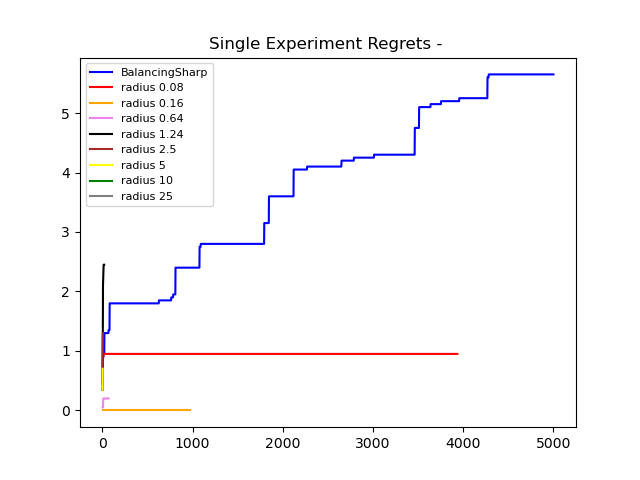 Single Experiment Regrets -
BalancingSharp
radius 0.08
radius 0.16
radius 0.64
radius 1.24
radius 2.5
radius 5
radius 10
radius 25
5
4
3
2
1
0
0 1000 2000 3000 4000 5000